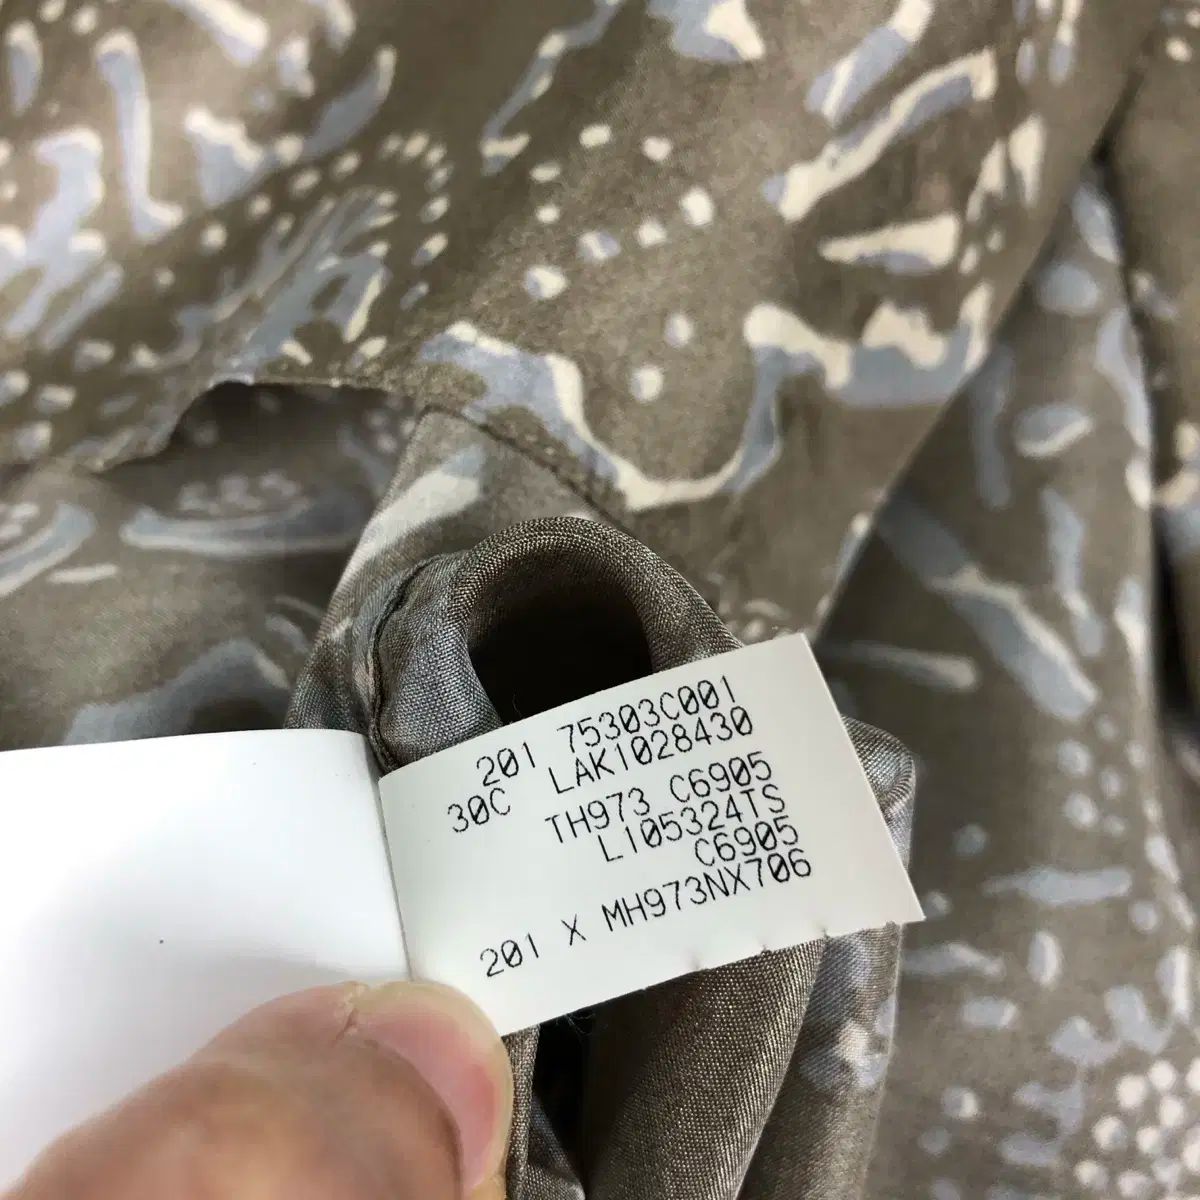 201 75303C001
30C LAK1028430
TH973 C6905
L105324TS
C6905
201 X MH973NX706